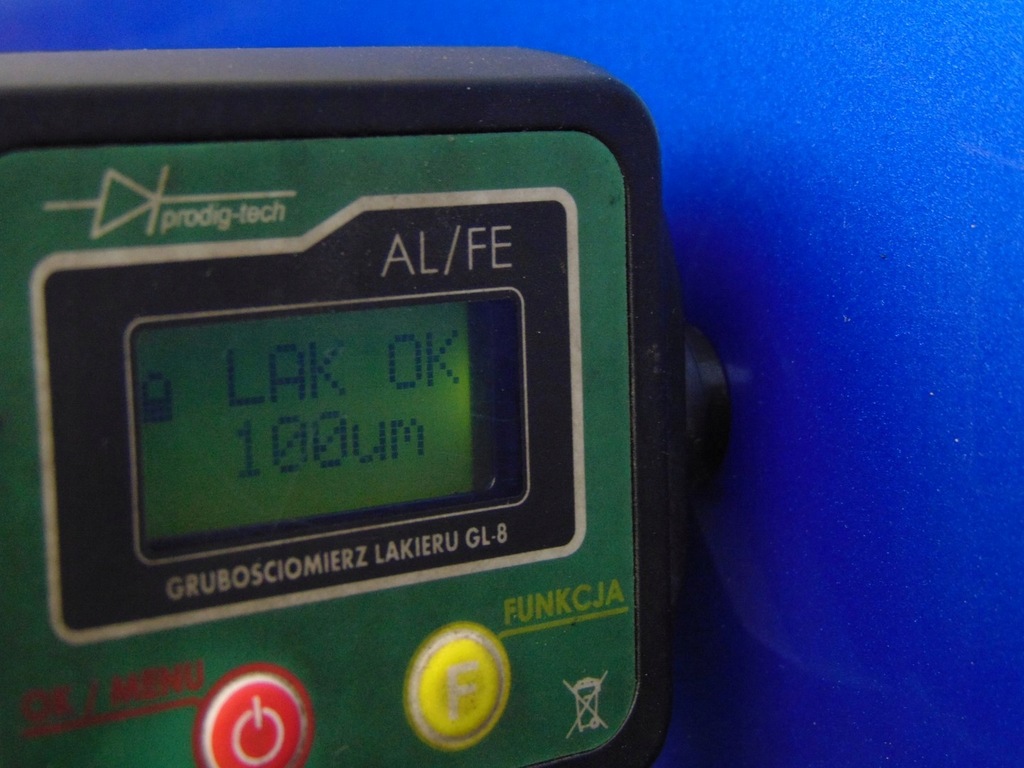 prodig-tech
AL/FE
LAK OK
100um
GRUBOSCIOMIERZ LAKIERU GL-8
FUNKCJA
OK / MENU
F